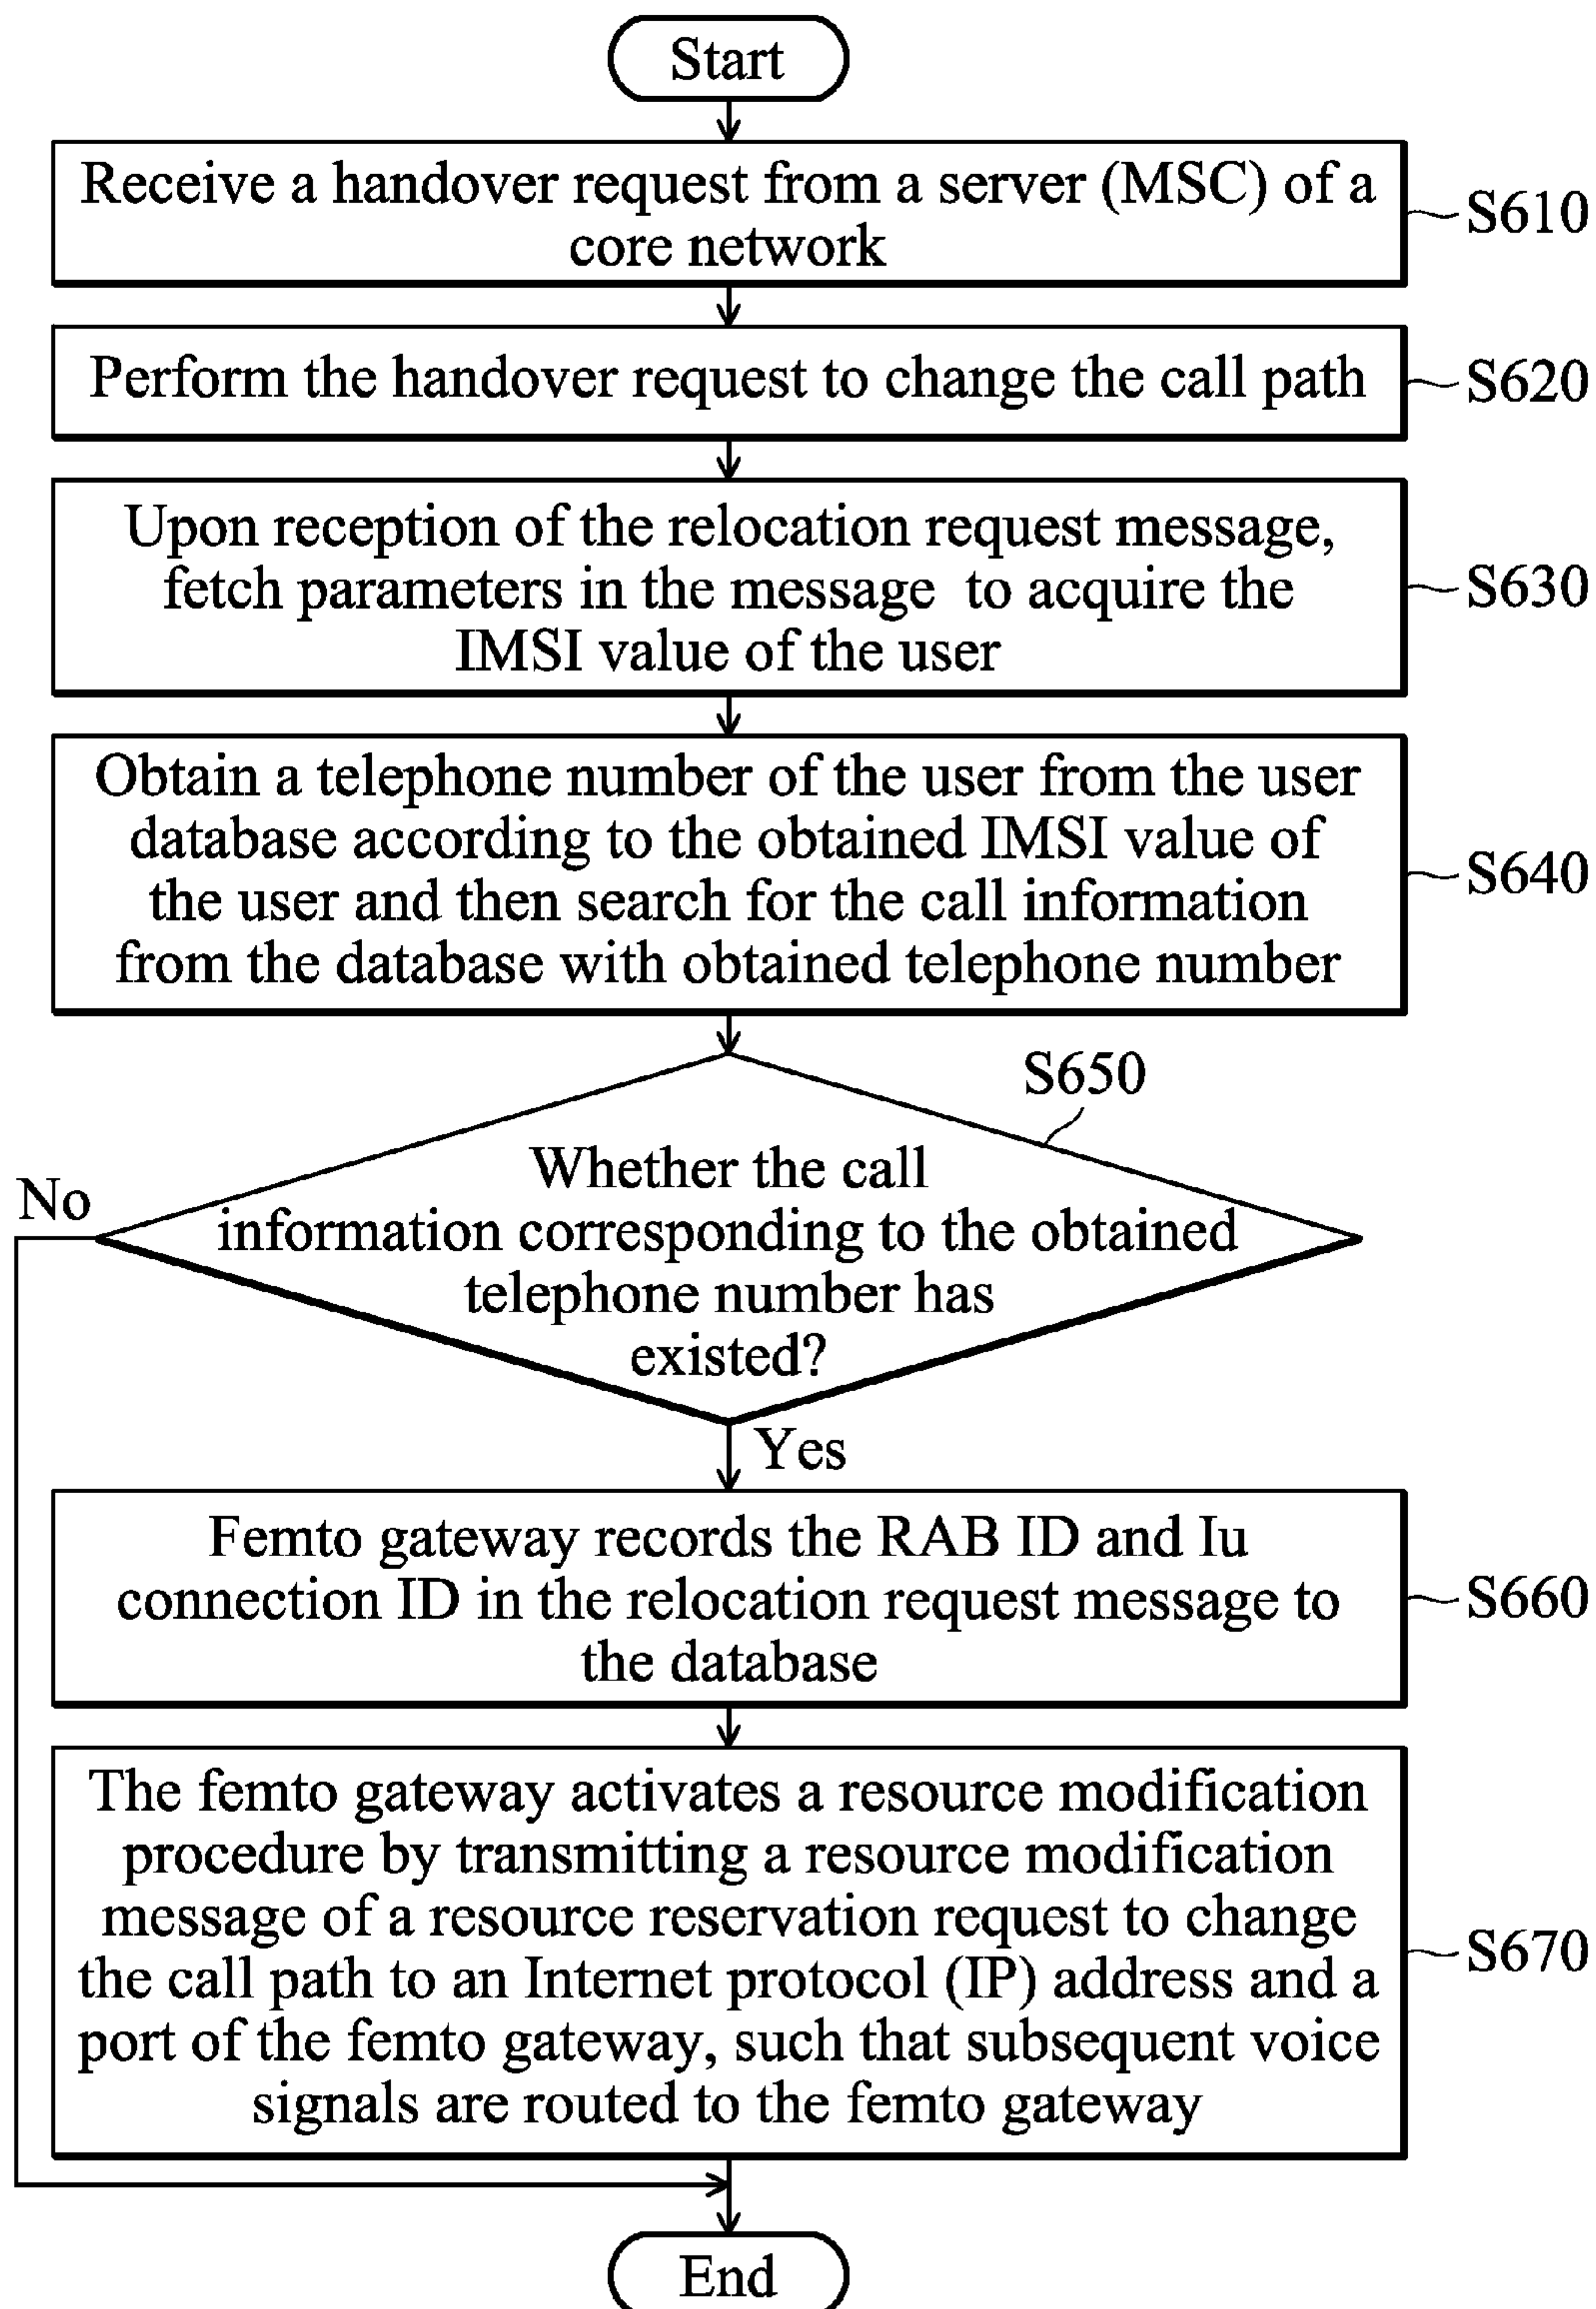 Start
Receive a handover request from a server (MSC) of a
core network
S610
Perform the handover request to change the call path
S620
Upon reception of the relocation request message,
fetch parameters in the message to acquire the
IMSI value of the user
S630
Obtain a telephone number of the user from the user
database according to the obtained IMSI value of
the user and then search for the call information
from the database with obtained telephone number
S640
S650
Whether the call
information corresponding to the obtained
telephone number has
existed?
No
Yes
Femto gateway records the RAB ID and Iu
connection ID in the relocation request message to
the database
S660
The femto gateway activates a resource modification
procedure by transmitting a resource modification
message of a resource reservation request to change
the call path to an Internet protocol (IP) address and a
port of the femto gateway, such that subsequent voice
signals are routed to the femto gateway
S670
End